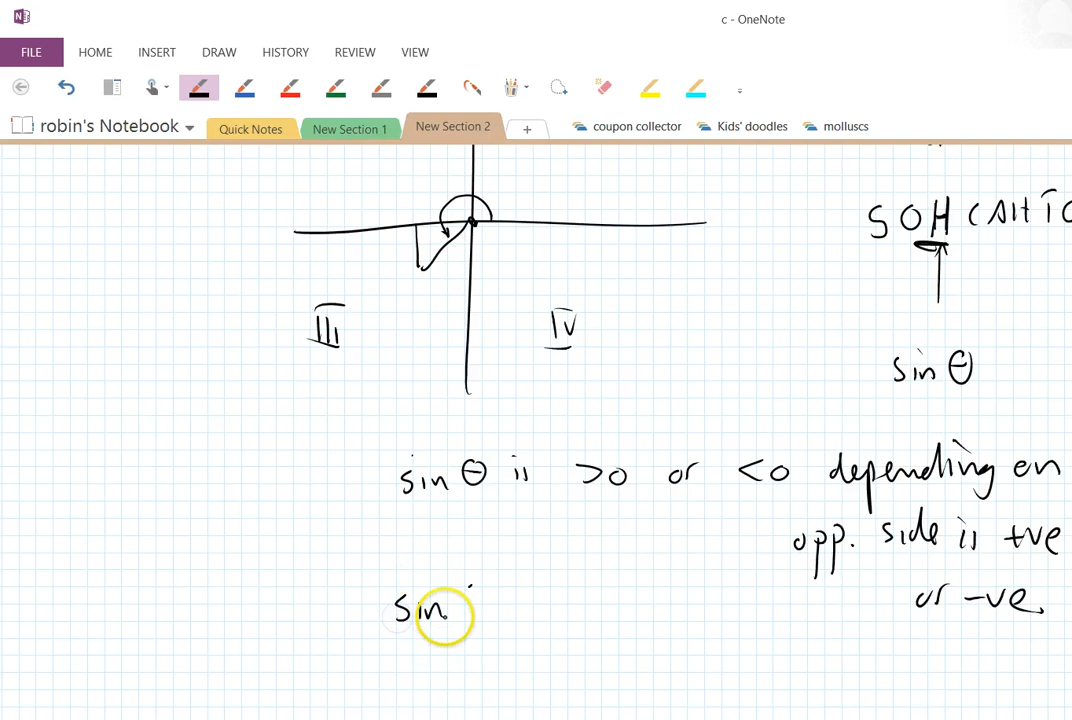 c - OneNote
FILE HOME INSERT DRAW HISTORY REVIEW VIEW
robin's Notebook Quick Notes New Section 1 New Section 2 + coupon collector Kids' doodles molluscs
SOH CAH TO
III IV
sin θ
sin θ is >0 or <0 depending on
opp. side is +ve
or -ve.
sin